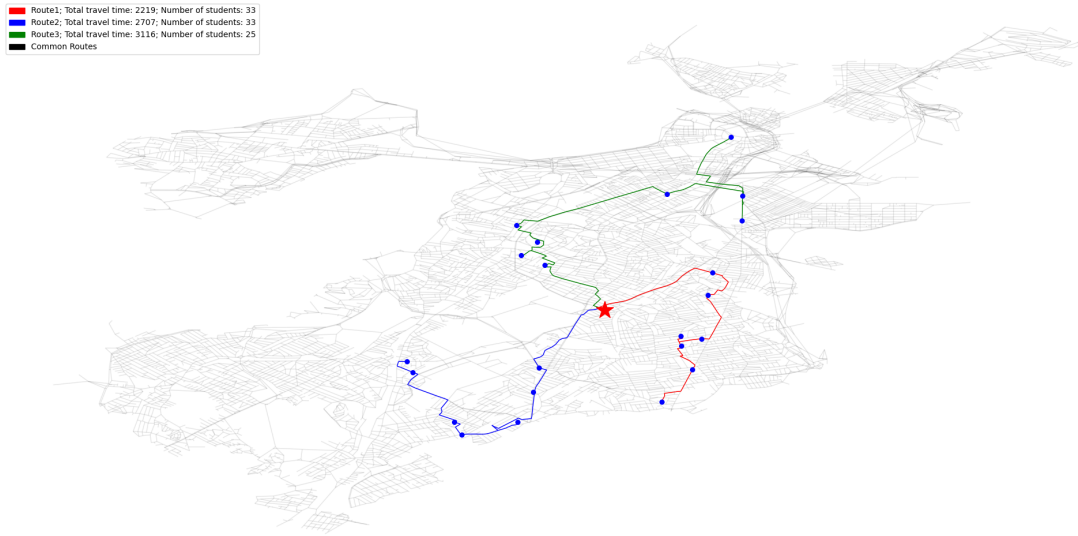 Route1; Total travel time: 2219; Number of students: 33
Route2; Total travel time: 2707; Number of students: 33
Route3; Total travel time: 3116; Number of students: 25
Common Routes